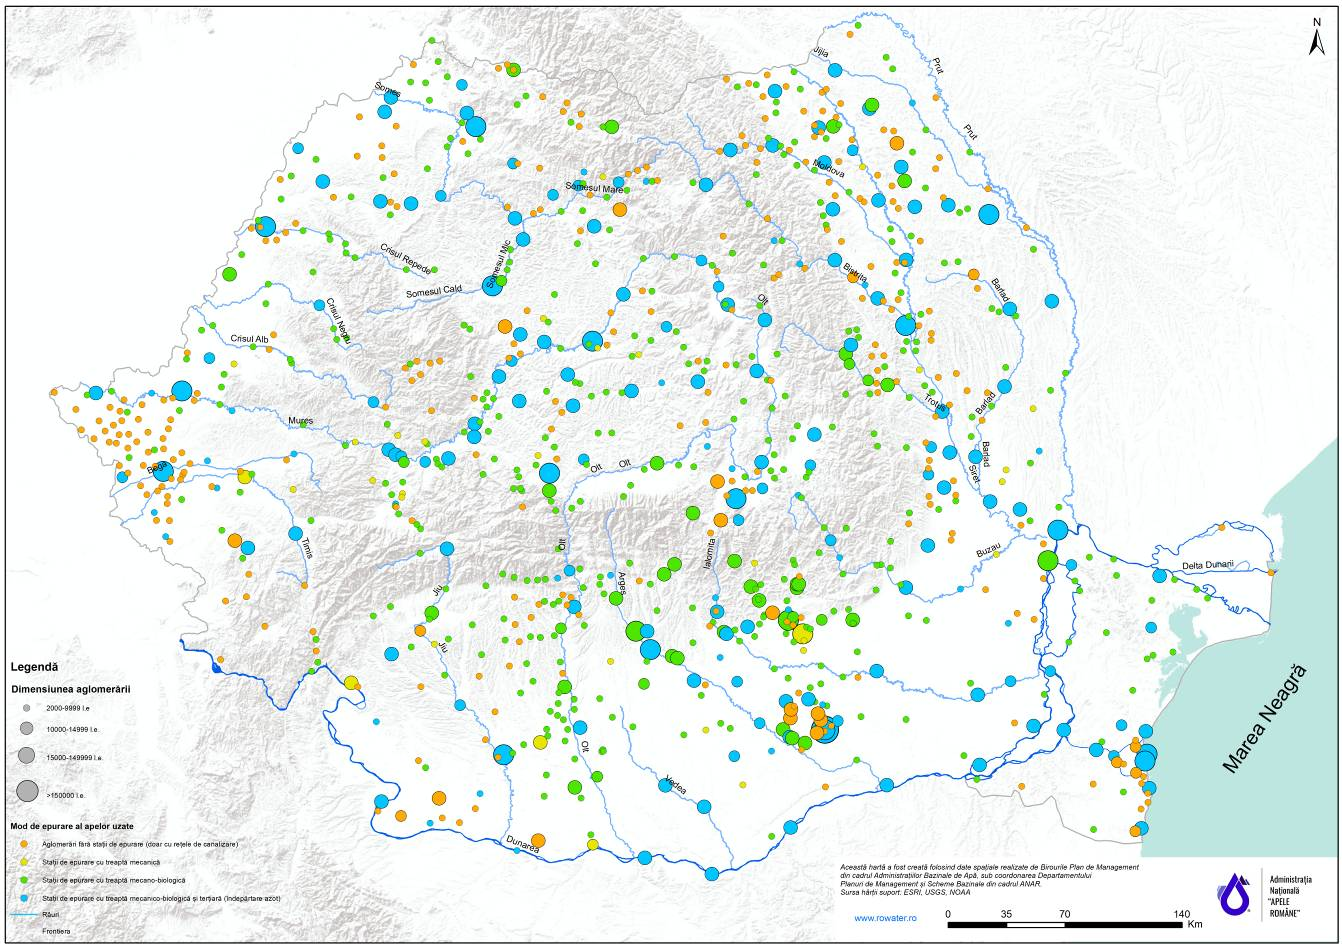 N
Jijia
Prut
Prut
Somes
Moldova
Somesul Mare
Crisul Repede
Somesul Mic
Somesul Cald
Bistrita
Olt
Barlad
Crisul Negru
Crisul Alb
Trotus
Barlad
Mures
Barlad
Siret
Bega
Olt
Olt
Timis
Olt
Ialomita
Buzau
Delta Dunarii
Jiu
Arges
Jiu
Olt
Vedea
Dunarea
Marea Neagră
Legendă
Dimensiunea aglomerării
2000-9999 l.e
10000-14999 l.e.
15000-149999 l.e.
>150000 l.e.
Mod de epurare al apelor uzate
Aglomerări fără stații de epurare (doar cu rețele de canalizare)
Stații de epurare cu treaptă mecanică
Stații de epurare cu treaptă mecano-biologică
Stații de epurare cu treaptă mecanico-biologică și terțiară (îndepărtare azot)
Râuri
Frontiera
Această hartă a fost creată folosind date spațiale realizate de Birourile Plan de Management
din cadrul Administrațiilor Bazinale de Apă, sub coordonarea Departamentului
Planuri de Management și Scheme Bazinale din cadrul ANAR.
Sursa hărții suport: ESRI, USGS, NOAA
www.rowater.ro
0 35 70 140
Km
Administrația
Națională
"APELE
ROMÂNE"